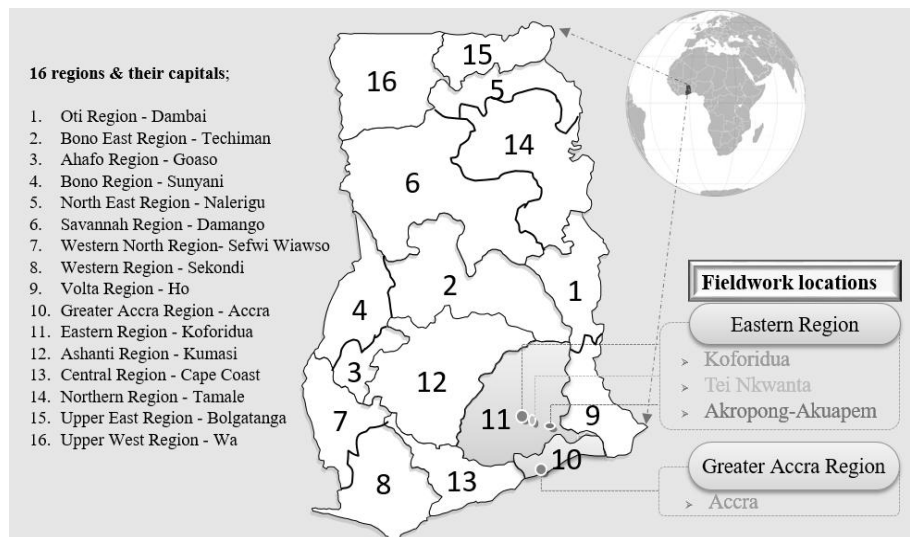 16 regions & their capitals;
1. Oti Region - Dambai
2. Bono East Region - Techiman
3. Ahafo Region - Goaso
4. Bono Region - Sunyani
5. North East Region - Nalerigu
6. Savannah Region - Damango
7. Western North Region- Sefwi Wiawso
8. Western Region - Sekondi
9. Volta Region - Ho
10. Greater Accra Region - Accra
11. Eastern Region - Koforidua
12. Ashanti Region - Kumasi
13. Central Region - Cape Coast
14. Northern Region - Tamale
15. Upper East Region - Bolgatanga
16. Upper West Region - Wa
15
16
5
14
6
2
1
4
3
12
11
9
7
10
8
13
Fieldwork locations
Eastern Region
> Koforidua
> Tei Nkwanta
> Akropong-Akuapem
Greater Accra Region
> Accra